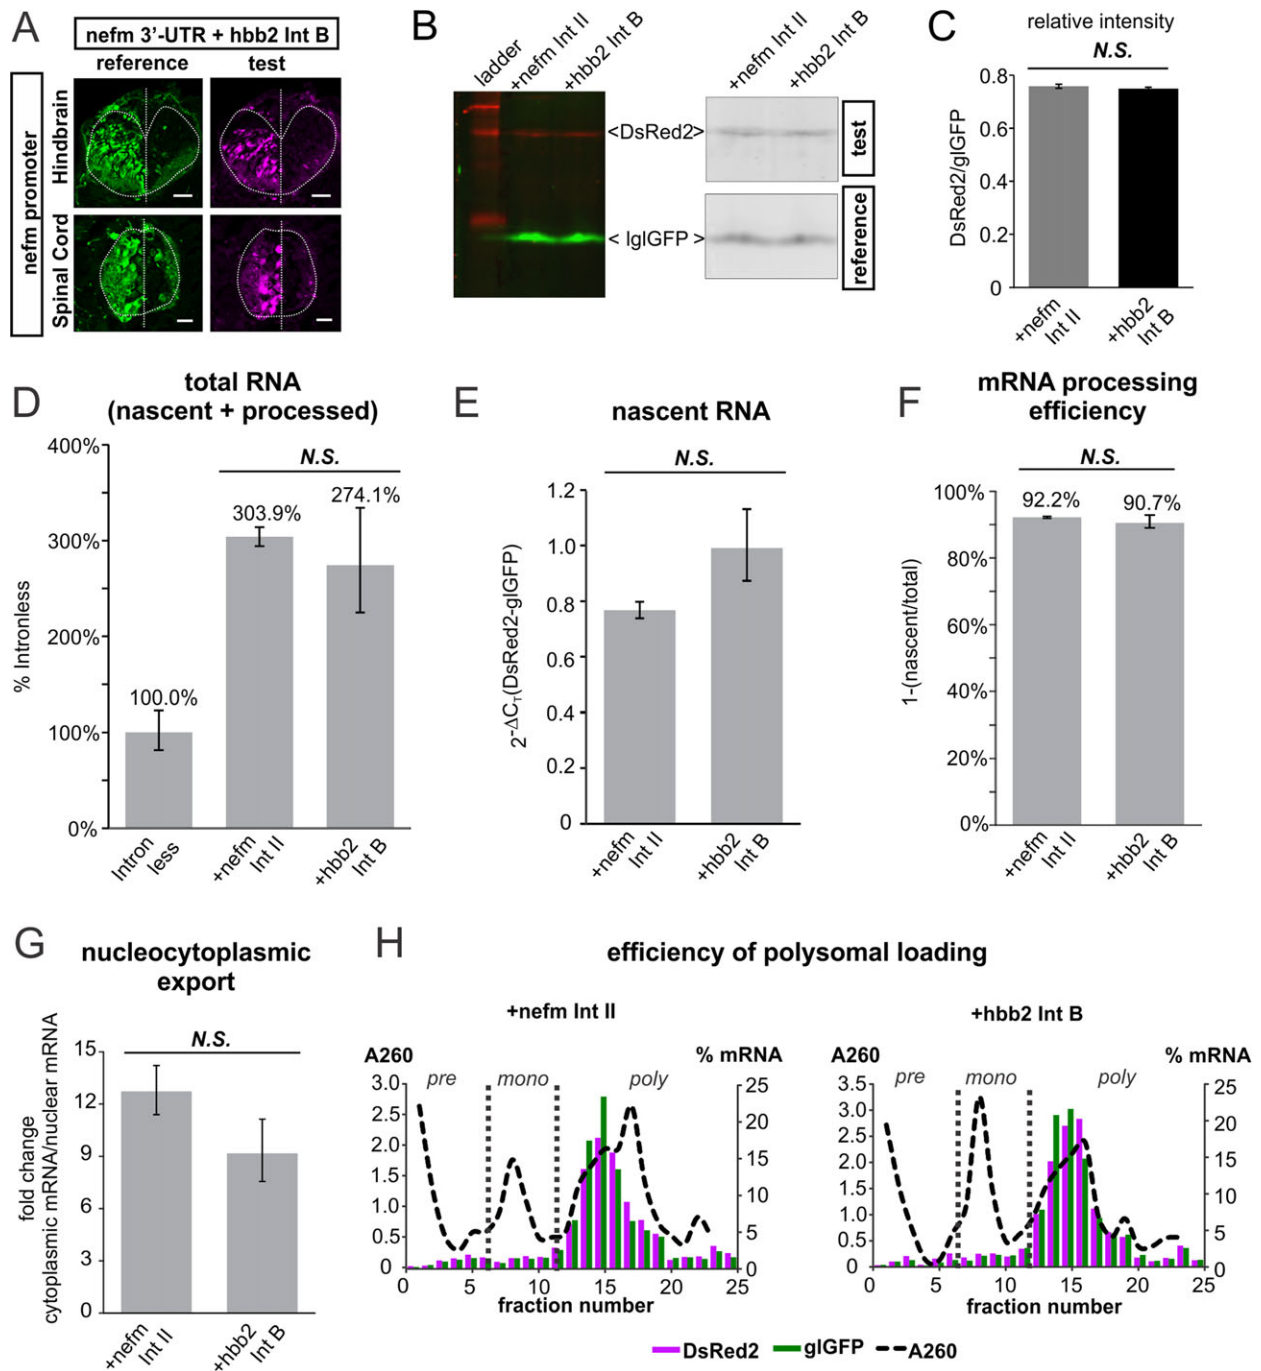 A
nefm 3'-UTR + hbb2 Int B
reference test
nefm promoter
Hindbrain
Spinal Cord
B
ladder
+nefm Int II
+hbb2 Int B
<DsRed2>
< IglGFP >
+nefm Int II
+hbb2 Int B
test
reference
C
relative intensity
N.S.
DsRed2/glGFP
0.8
0.6
0.4
0.2
0
+nefm Int II
+hbb2 Int B
D
total RNA
(nascent + processed)
N.S.
% Intronless
400%
300%
200%
100%
0%
100.0%
303.9%
274.1%
Intron less
+nefm Int II
+hbb2 Int B
E
nascent RNA
N.S.
2-ΔCT(DsRed2-glGFP)
1.2
1.0
0.8
0.6
0.4
0.2
0
+nefm Int II
+hbb2 Int B
F
mRNA processing
efficiency
N.S.
1-(nascent/total)
100%
80%
60%
40%
20%
0%
92.2%
90.7%
+nefm Int II
+hbb2 Int B
G
nucleocytoplasmic
export
N.S.
fold change
cytoplasmic mRNA/nuclear mRNA
15
12
9
6
3
0
+nefm Int II
+hbb2 Int B
H
efficiency of polysomal loading
+nefm Int II
A260 % mRNA
pre mono poly
3.0
2.5
2.0
1.5
1.0
0.5
0
25
20
15
10
5
0
0 5 10 15 20 25
fraction number
+hbb2 Int B
A260 % mRNA
pre mono poly
3.5
3.0
2.5
2.0
1.5
1.0
0.5
0
25
20
15
10
5
0
0 5 10 15 20 25
fraction number
DsRed2 glGFP A260